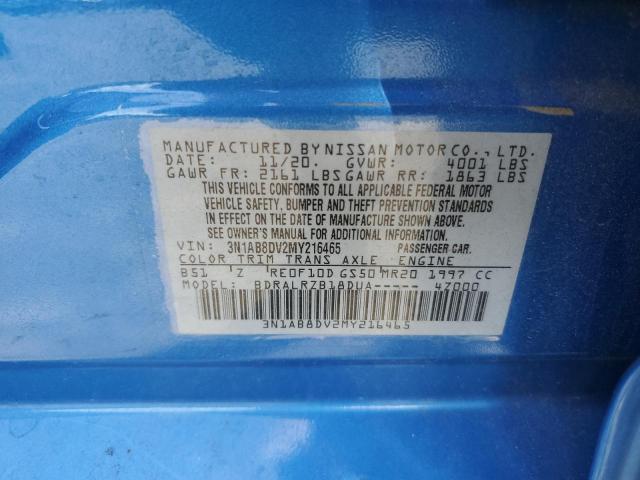 MANUFACTURED BY NISSAN MOTOR CO., LTD.
DATE: 11/20. GVWR: 4001 LBS
GAWR FR: 2161 LBS GAWR RR: 1863 LBS
THIS VEHICLE CONFORMS TO ALL APPLICABLE FEDERAL MOTOR
VEHICLE SAFETY, BUMPER AND THEFT PREVENTION STANDARDS
IN EFFECT ON THE DATE OF MANUFACTURE SHOWN ABOVE.
SEE OWNER'S MANUAL FOR ADDITIONAL INFORMATION
VIN: 3N1AB8DV2MY216465 PASSENGER CAR.
COLOR TRIM TRANS AXLE ENGINE
B51 Z RE0F10D GS50 MR20 1997 CC
MODEL: BDRALRZB18DUA----- 4Z000
3N1AB8DV2MY216465